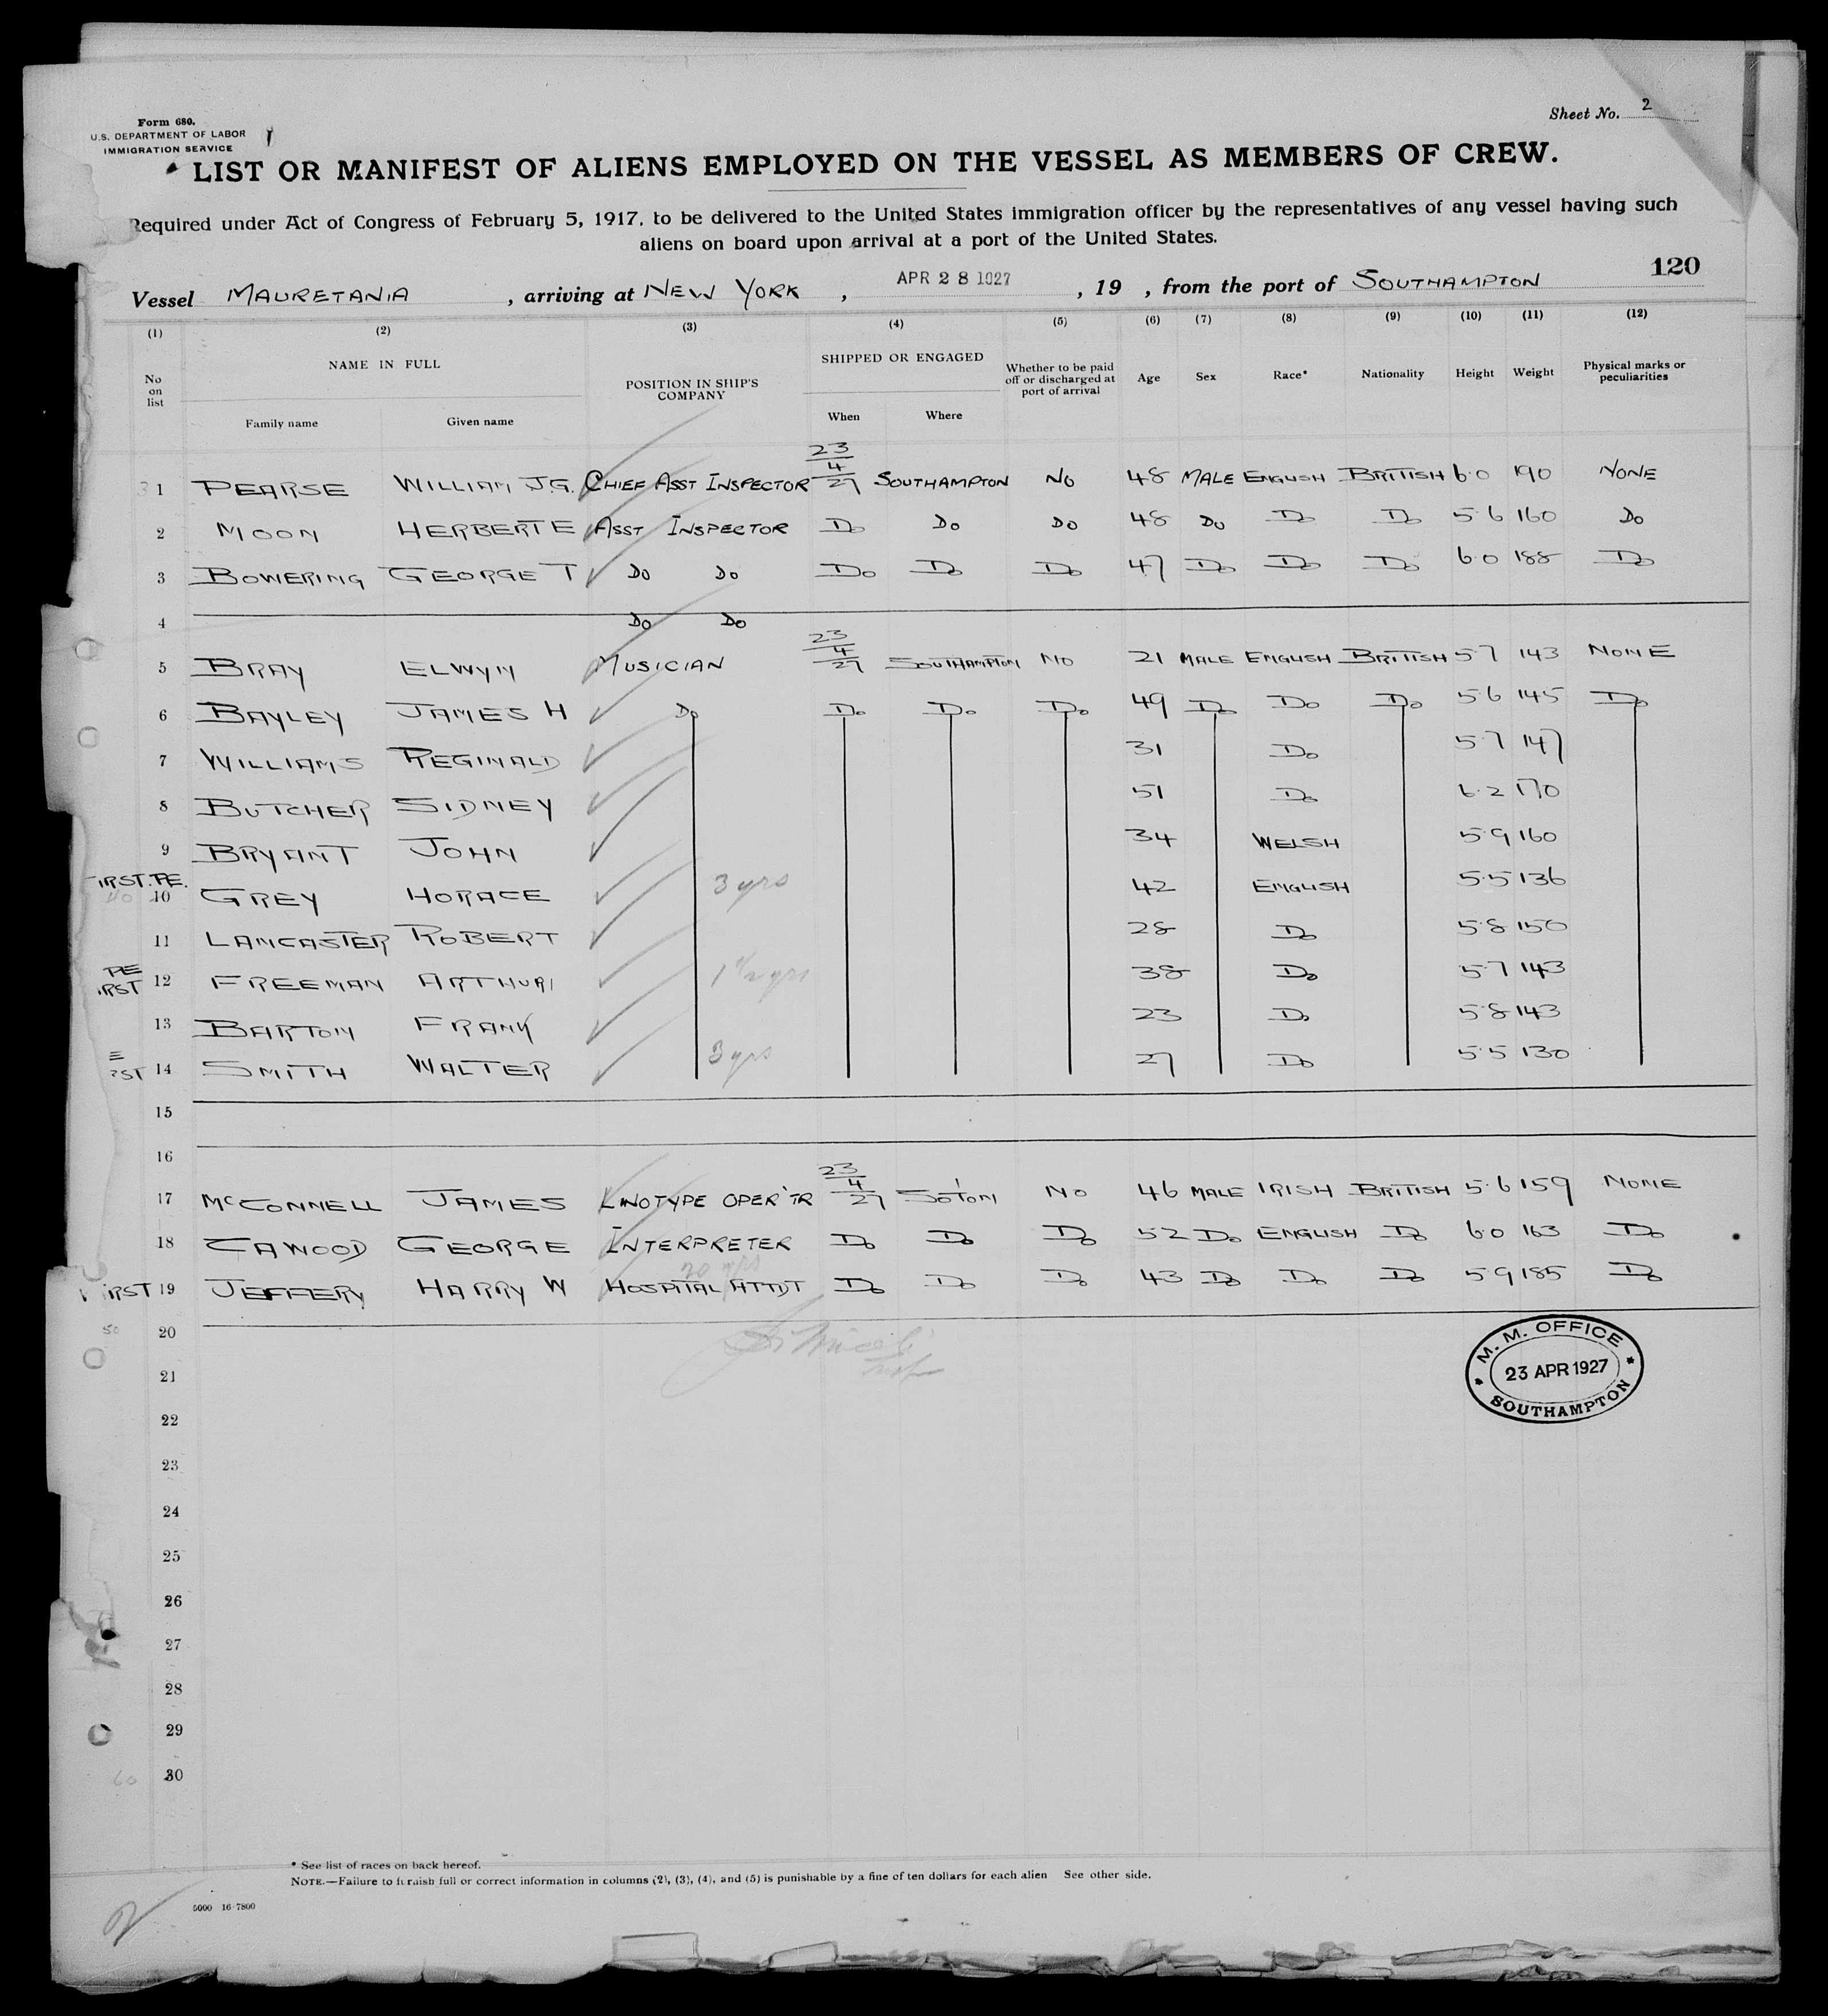 Form 680.
U.S. DEPARTMENT OF LABOR
IMMIGRATION SERVICE
Sheet No. 2
LIST OR MANIFEST OF ALIENS EMPLOYED ON THE VESSEL AS MEMBERS OF CREW.
Required under Act of Congress of February 5, 1917, to be delivered to the United States immigration officer by the representatives of any vessel having such
aliens on board upon arrival at a port of the United States.
120
Vessel MAURETANIA, arriving at NEW YORK, APR 28 1927, 19 , from the port of SOUTHAMPTON
(1) (2) (3) (4) (5) (6) (7) (8) (9) (10) (11) (12)
No on list NAME IN FULL Family name Given name POSITION IN SHIP'S COMPANY SHIPPED OR ENGAGED When Where Whether to be paid off or discharged at port of arrival Age Sex Race* Nationality Height Weight Physical marks or peculiarities
1 PEARSE WILLIAM J.G. CHIEF ASST INSPECTOR 23/4/27 SOUTHAMPTON NO 48 MALE ENGLISH BRITISH 6·0 190 NONE
2 MOON HERBERT E ASST INSPECTOR DO DO DO 48 DO DO DO 5·6 160 DO
3 BOWERING GEORGE T DO DO DO DO DO 47 DO DO DO 6·0 188 DO
4 DO DO
5 BRAY ELWYN MUSICIAN 23/4/27 SOUTHAMPTON NO 21 MALE ENGLISH BRITISH 5·7 143 NONE
6 BAYLEY JAMES H DO DO DO DO 49 DO DO DO 5·6 145 DO
7 WILLIAMS REGINALD 31 DO 5·7 147
8 BUTCHER SIDNEY 51 DO 6·2 170
9 BRYANT JOHN 34 WELSH 5·9 160
10 GREY HORACE 3 yrs 42 ENGLISH 5·5 136
11 LANCASTER ROBERT 28 DO 5·8 150
12 FREEMAN ARTHUR 1 1/2 yrs 38 DO 5·7 143
13 BARTON FRANK 23 DO 5·8 143
14 SMITH WALTER 3 yrs 27 DO 5·5 130
15
16
17 McCONNELL JAMES LINOTYPE OPER'TR 23/4/27 SO'TON NO 46 MALE IRISH BRITISH 5·6 159 NONE
18 CAWOOD GEORGE INTERPRETER DO DO DO 52 DO ENGLISH DO 6·0 163 DO
19 JEFFERY HARRY W HOSPITAL ATTDT DO DO DO 43 DO DO DO 5·9 185 DO
20
21
22
23
24
25
26
27
28
29
30
M. M. OFFICE
23 APR 1927
SOUTHAMPTON
* See list of races on back hereof.
NOTE.—Failure to furnish full or correct information in columns (2), (3), (4), and (5) is punishable by a fine of ten dollars for each alien See other side.
5000 16-7800